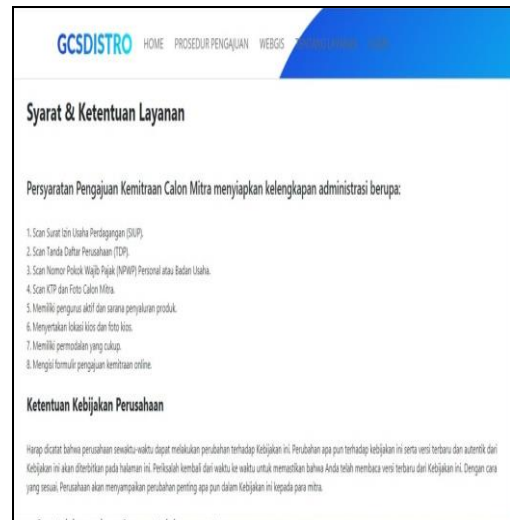 GCSDISTRO HOME PROSEDUR PENGAJUAN WEBGIS
Syarat & Ketentuan Layanan
Persyaratan Pengajuan Kemitraan Calon Mitra menyiapkan kelengkapan administrasi berupa:
1. Scan Surat Izin Usaha Perdagangan (SIUP).
2. Scan Tanda Daftar Perusahaan (TDP).
3. Scan Nomor Pokok Wajib Pajak (NPWP) Personal atau Badan Usaha.
4. Scan KTP dan Foto Calon Mitra.
5. Memiliki pengurus aktif dan sarana penyaluran produk.
6. Menyertakan lokasi kios dan foto kios.
7. Memiliki permodalan yang cukup.
8. Mengisi formulir pengajuan kemitraan online.
Ketentuan Kebijakan Perusahaan
Harap dicatat bahwa perusahaan sewaktu-waktu dapat melakukan perubahan terhadap Kebijakan ini. Perubahan apa pun terhadap kebijakan ini serta versi terbaru dan autentik dari
Kebijakan ini akan diterbitkan pada halaman ini. Periksalah kembali dari waktu ke waktu untuk memastikan bahwa Anda telah membaca versi terbaru dari Kebijakan ini. Dengan cara
yang sesuai, Perusahaan akan menyampaikan perubahan penting apa pun dalam Kebijakan ini kepada para mitra.